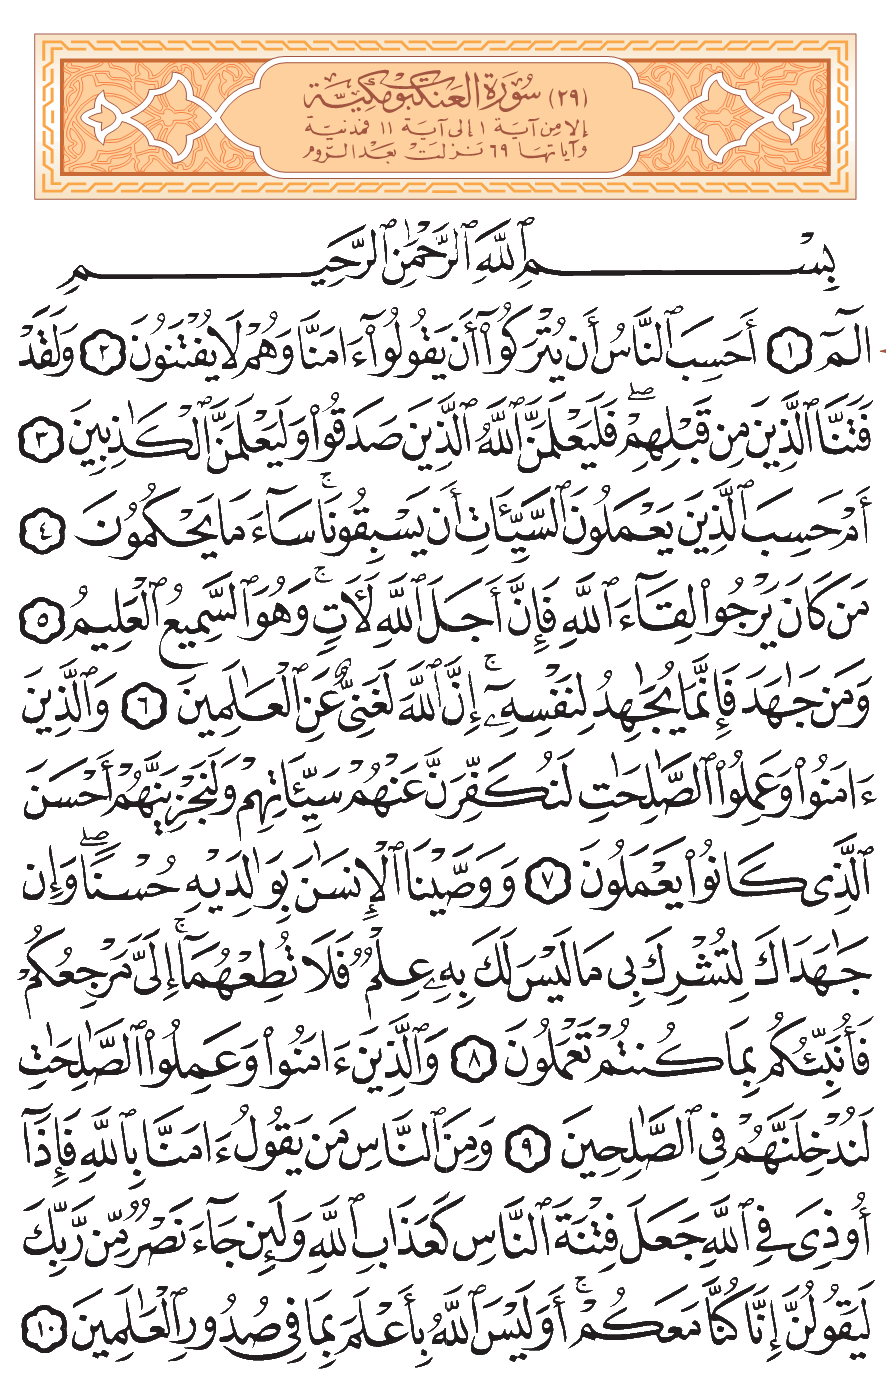 (٢٩) سُورَةُ الْعَنْكَبُوتِ مَكِّيَّة
إلا من آية ١ إلى آية ١١ فمدنية
وآياتها ٦٩ نزلت بعد الروم
بِسْمِ ٱللَّهِ ٱلرَّحْمَٰنِ ٱلرَّحِيمِ
الٓمٓ ١ أَحَسِبَ ٱلنَّاسُ أَن يُتْرَكُوٓا۟ أَن يَقُولُوٓا۟ ءَامَنَّا وَهُمْ لَا يُفْتَنُونَ ٢ وَلَقَدْ
فَتَنَّا ٱلَّذِينَ مِن قَبْلِهِمْ ۖ فَلَيَعْلَمَنَّ ٱللَّهُ ٱلَّذِينَ صَدَقُوا۟ وَلَيَعْلَمَنَّ ٱلْكَٰذِبِينَ ٣
أَمْ حَسِبَ ٱلَّذِينَ يَعْمَلُونَ ٱلسَّيِّـَٔاتِ أَن يَسْبِقُونَا ۚ سَآءَ مَا يَحْكُمُونَ ٤
مَن كَانَ يَرْجُوا۟ لِقَآءَ ٱللَّهِ فَإِنَّ أَجَلَ ٱللَّهِ لَـَٔاتٍ ۚ وَهُوَ ٱلسَّمِيعُ ٱلْعَلِيمُ ٥
وَمَن جَٰهَدَ فَإِنَّمَا يُجَٰهِدُ لِنَفْسِهِۦٓ ۚ إِنَّ ٱللَّهَ لَغَنِىٌّ عَنِ ٱلْعَٰلَمِينَ ٦ وَٱلَّذِينَ
ءَامَنُوا۟ وَعَمِلُوا۟ ٱلصَّٰلِحَٰتِ لَنُكَفِّرَنَّ عَنْهُمْ سَيِّـَٔاتِهِمْ وَلَنَجْزِيَنَّهُمْ أَحْسَنَ
ٱلَّذِى كَانُوا۟ يَعْمَلُونَ ٧ وَوَصَّيْنَا ٱلْإِنسَٰنَ بِوَٰلِدَيْهِ حُسْنًا ۖ وَإِن
جَٰهَدَاكَ لِتُشْرِكَ بِى مَا لَيْسَ لَكَ بِهِۦ عِلْمٌ فَلَا تُطِعْهُمَآ ۚ إِلَىَّ مَرْجِعُكُمْ
فَأُنَبِّئُكُم بِمَا كُنتُمْ تَعْمَلُونَ ٨ وَٱلَّذِينَ ءَامَنُوا۟ وَعَمِلُوا۟ ٱلصَّٰلِحَٰتِ
لَنُدْخِلَنَّهُمْ فِى ٱلصَّٰلِحِينَ ٩ وَمِنَ ٱلنَّاسِ مَن يَقُولُ ءَامَنَّا بِٱللَّهِ فَإِذَآ
أُوذِىَ فِى ٱللَّهِ جَعَلَ فِتْنَةَ ٱلنَّاسِ كَعَذَابِ ٱللَّهِ وَلَئِن جَآءَ نَصْرٌ مِّن رَّبِّكَ
لَيَقُولُنَّ إِنَّا كُنَّا مَعَكُمْ ۚ أَوَلَيْسَ ٱللَّهُ بِأَعْلَمَ بِمَا فِى صُدُورِ ٱلْعَٰلَمِينَ ١٠